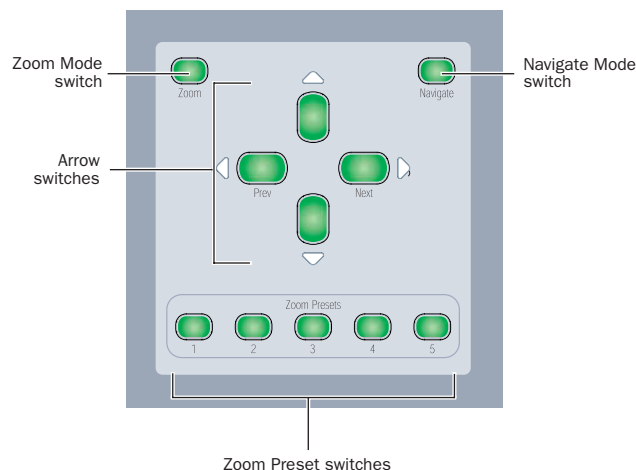 Zoom Mode
switch
Navigate Mode
switch
Zoom
Navigate
Arrow
switches
Prev
Next
Zoom Presets
1 2 3 4 5
Zoom Preset switches